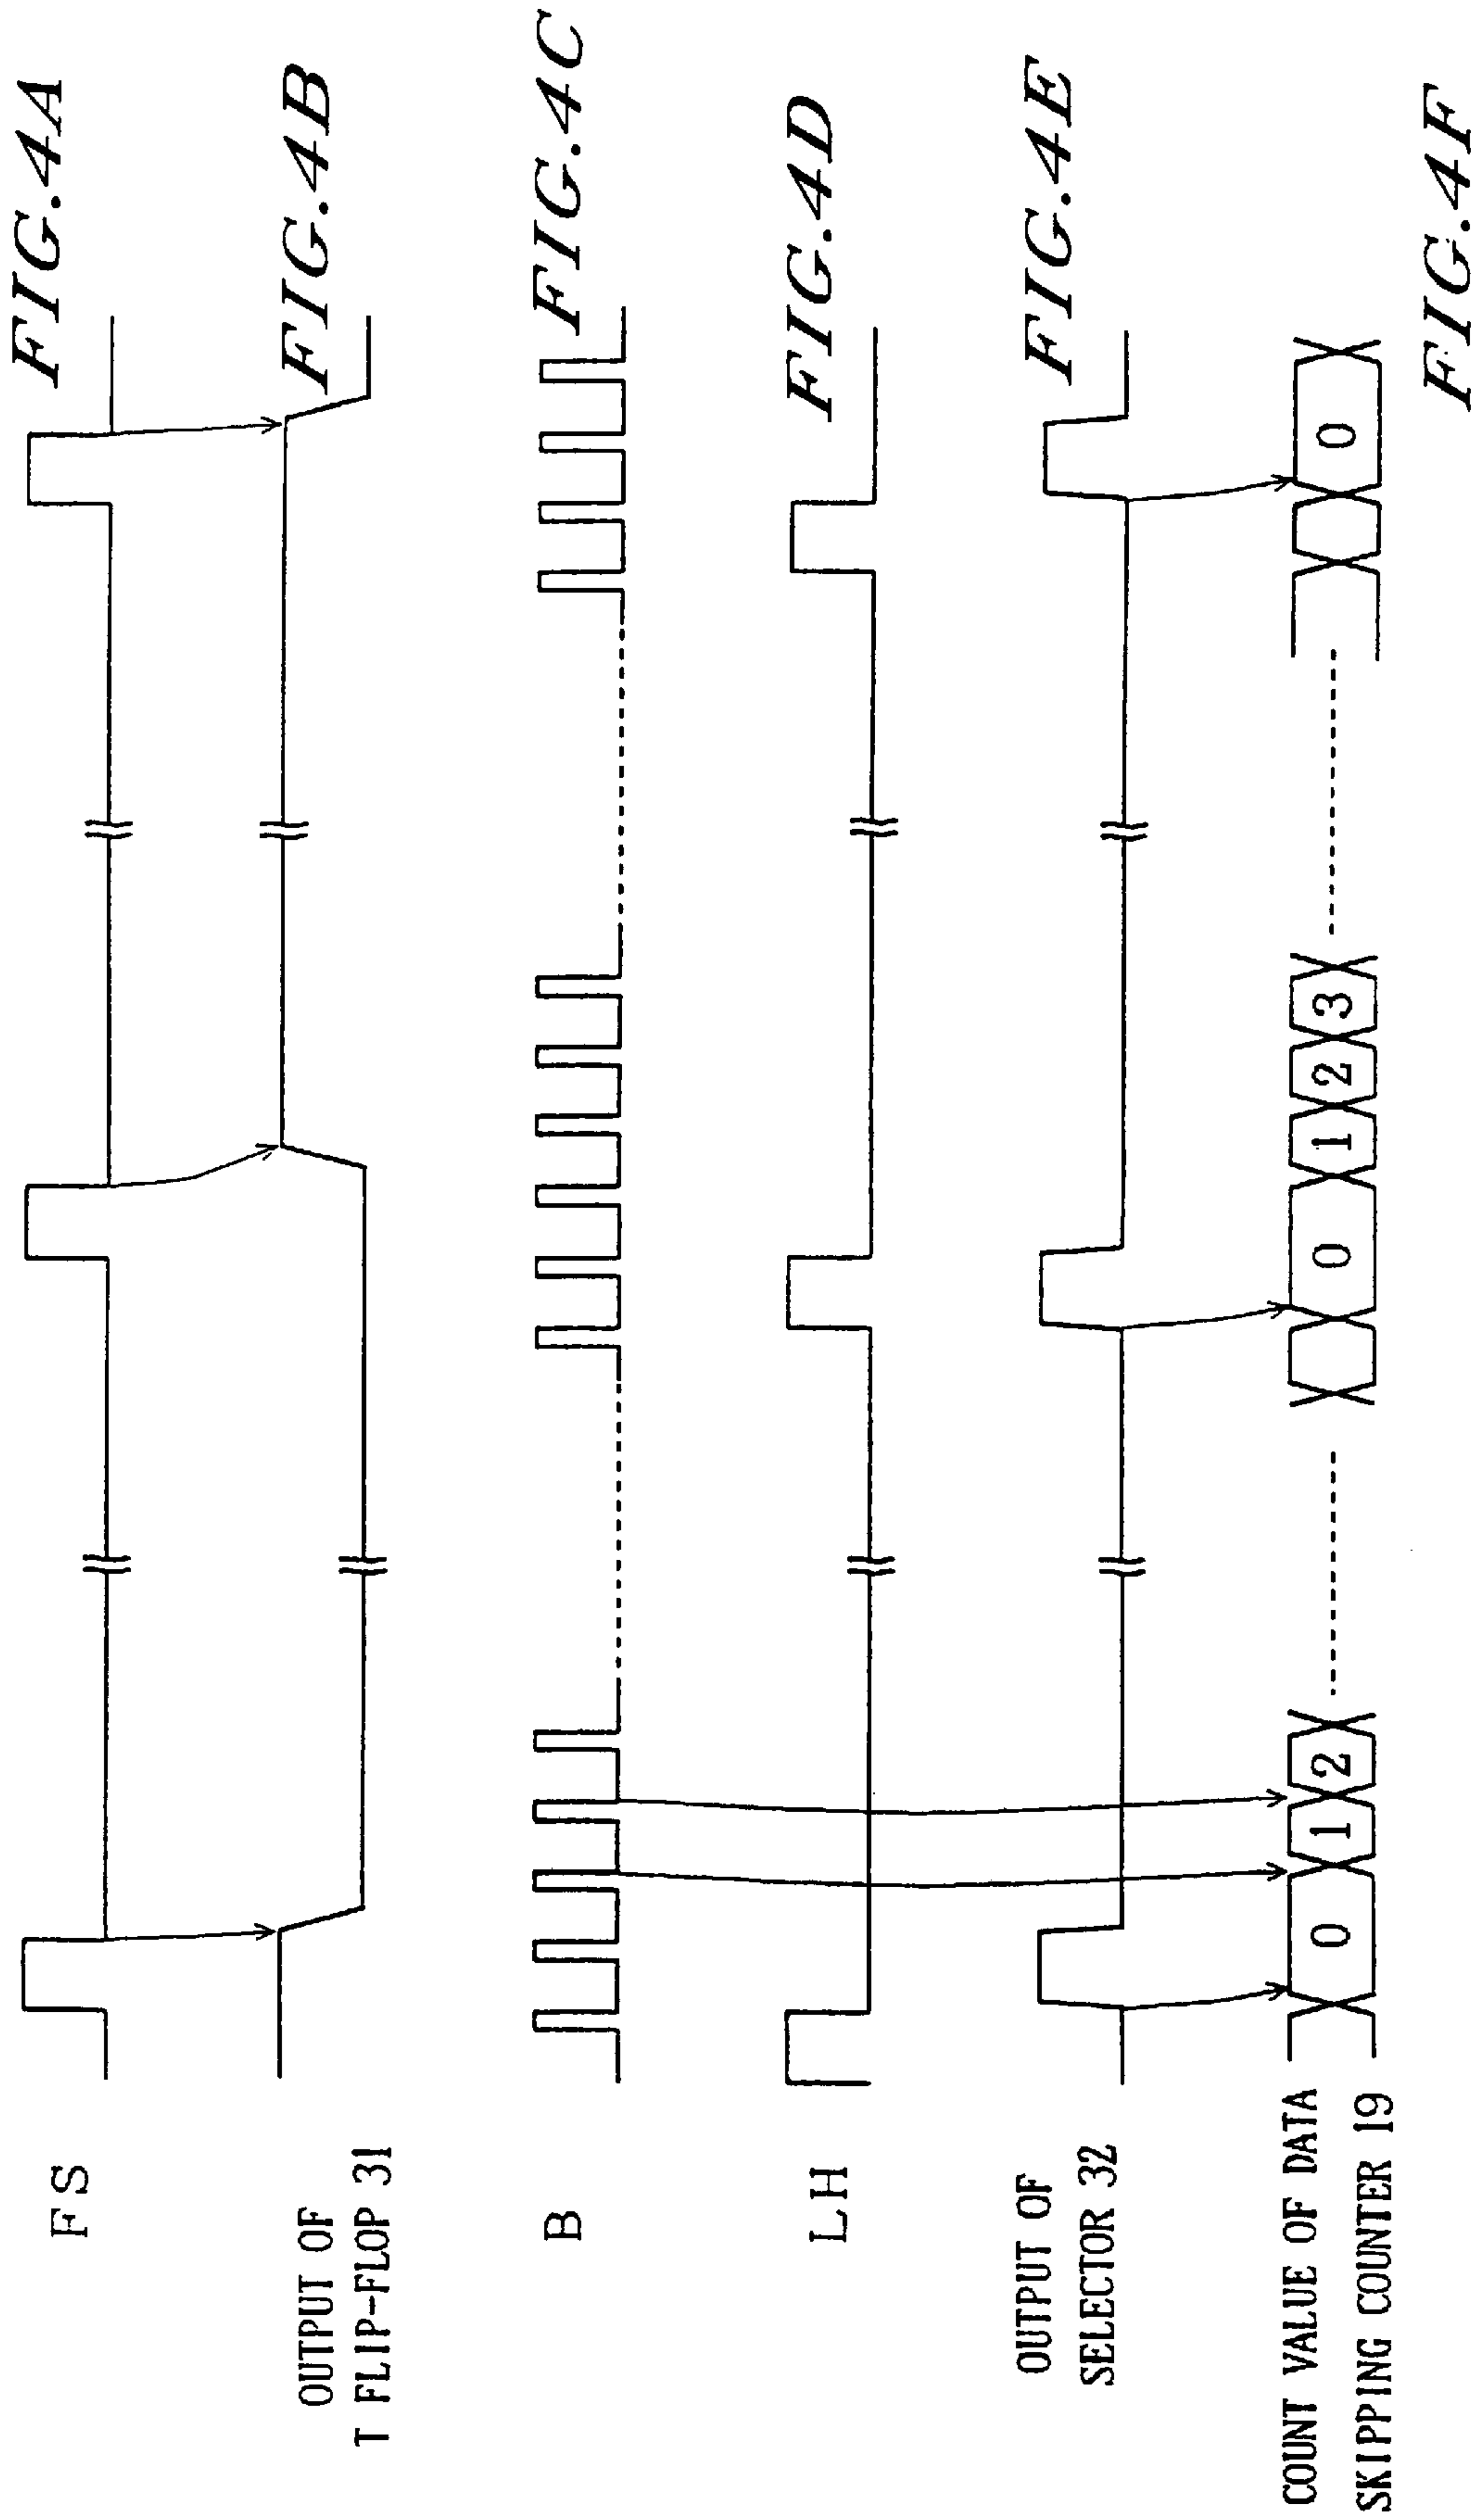 FS
FIG.4A
OUTPUT OF
T FLIP-FLOP 31
FIG.4B
B
FIG.4C
LH
FIG.4D
OUTPUT OF
SELECTOR 32
FIG.4E
COUNT VALUE OF DATA
SKIPPING COUNTER 19
0 1 2 0 1 2 3 0
FIG.4F